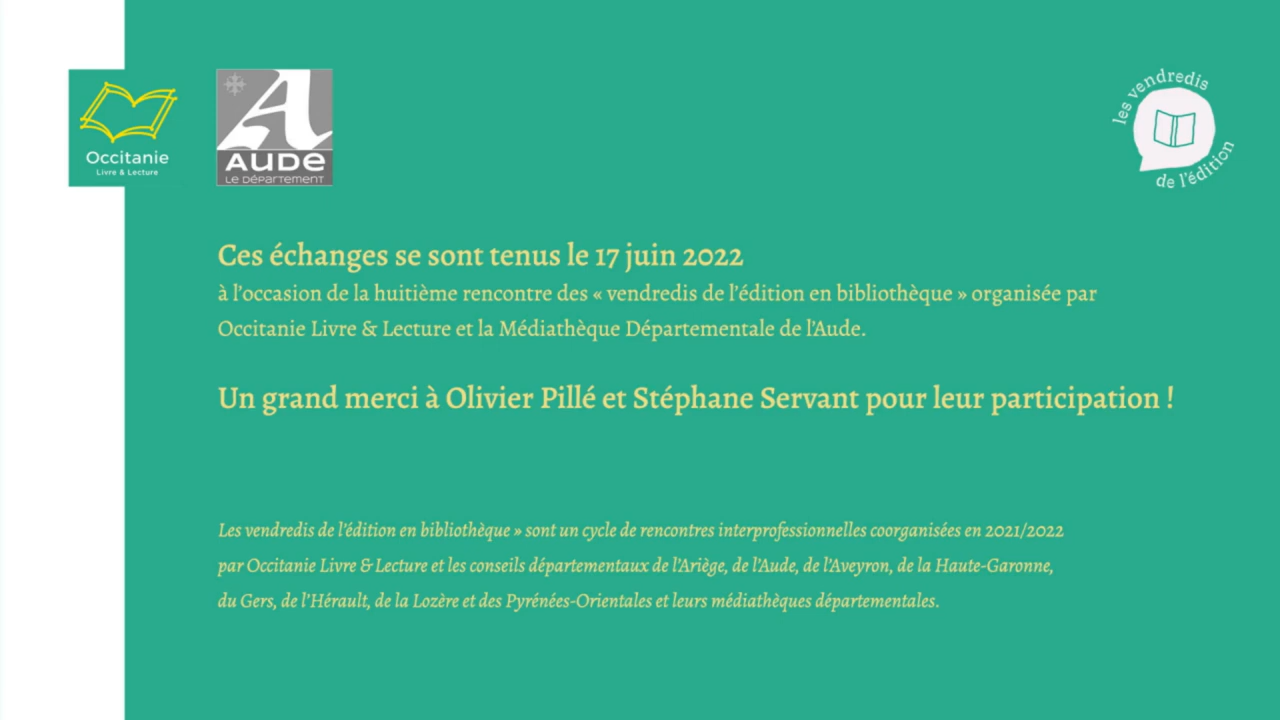 Occitanie
Livre & Lecture
AUDe
Le Département
les vendredis
de l'édition
Ces échanges se sont tenus le 17 juin 2022
à l'occasion de la huitième rencontre des « vendredis de l'édition en bibliothèque » organisée par
Occitanie Livre & Lecture et la Médiathèque Départementale de l'Aude.
Un grand merci à Olivier Pillé et Stéphane Servant pour leur participation !
Les vendredis de l'édition en bibliothèque » sont un cycle de rencontres interprofessionnelles coorganisées en 2021/2022
par Occitanie Livre & Lecture et les conseils départementaux de l'Ariège, de l'Aude, de l'Aveyron, de la Haute-Garonne,
du Gers, de l'Hérault, de la Lozère et des Pyrénées-Orientales et leurs médiathèques départementales.